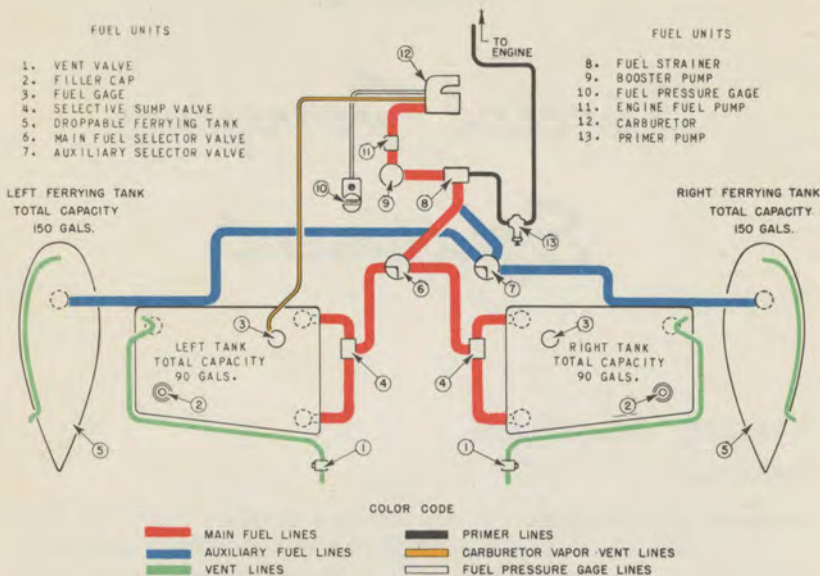 FUEL UNITS
1. VENT VALVE
2. FILLER CAP
3. FUEL GAGE
4. SELECTIVE SUMP VALVE
5. DROPPABLE FERRYING TANK
6. MAIN FUEL SELECTOR VALVE
7. AUXILIARY SELECTOR VALVE
TO
ENGINE
FUEL UNITS
8. FUEL STRAINER
9. BOOSTER PUMP
10. FUEL PRESSURE GAGE
11. ENGINE FUEL PUMP
12. CARBURETOR
13. PRIMER PUMP
12
11
10
9
8
13
LEFT FERRYING TANK
TOTAL CAPACITY
150 GALS.
RIGHT FERRYING TANK
TOTAL CAPACITY
150 GALS.
6
7
3
LEFT TANK
TOTAL CAPACITY
90 GALS.
2
4
4
3
RIGHT TANK
TOTAL CAPACITY
90 GALS.
2
5
1
1
5
COLOR CODE
MAIN FUEL LINES
AUXILIARY FUEL LINES
VENT LINES
PRIMER LINES
CARBURETOR VAPOR VENT LINES
FUEL PRESSURE GAGE LINES